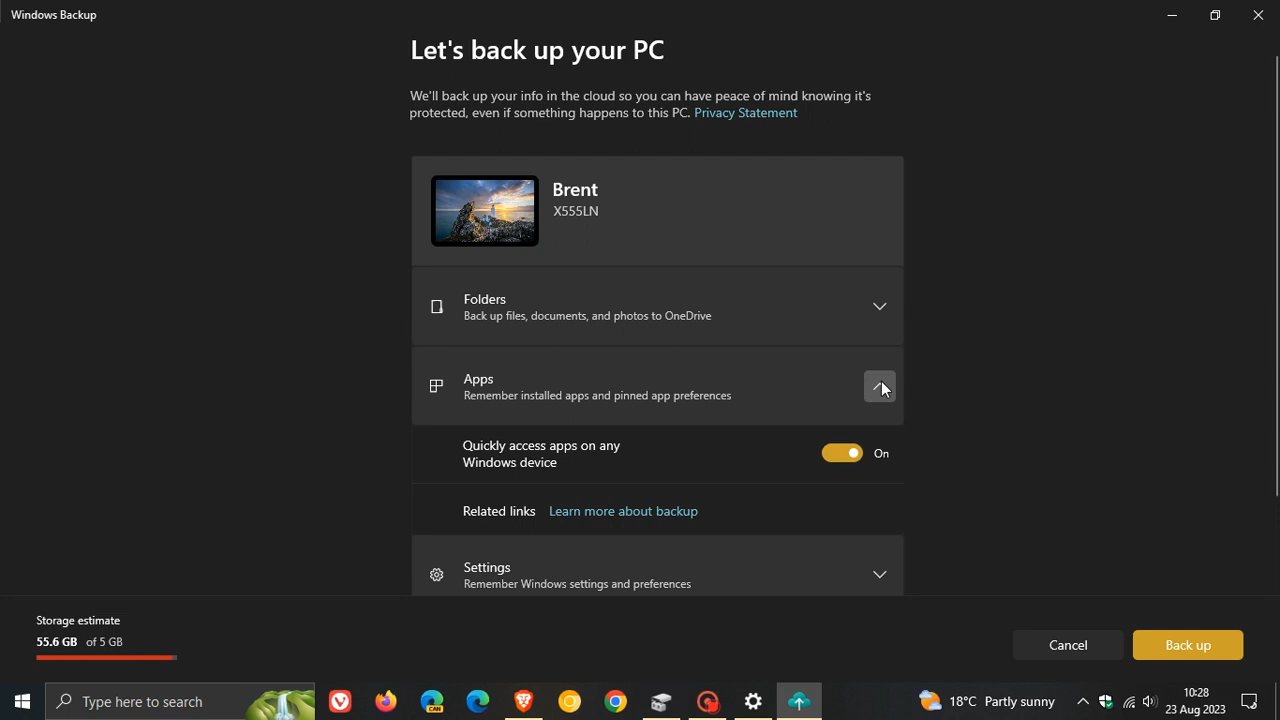 Windows Backup
Let's back up your PC
We'll back up your info in the cloud so you can have peace of mind knowing it's
protected, even if something happens to this PC. Privacy Statement
Brent
X555LN
Folders
Back up files, documents, and photos to OneDrive
Apps
Remember installed apps and pinned app preferences
Quickly access apps on any
Windows device
On
Related links Learn more about backup
Settings
Remember Windows settings and preferences
Storage estimate
55.6 GB of 5 GB
Cancel
Back up
Type here to search
CAN
18°C Partly sunny
10:28
23 Aug 2023